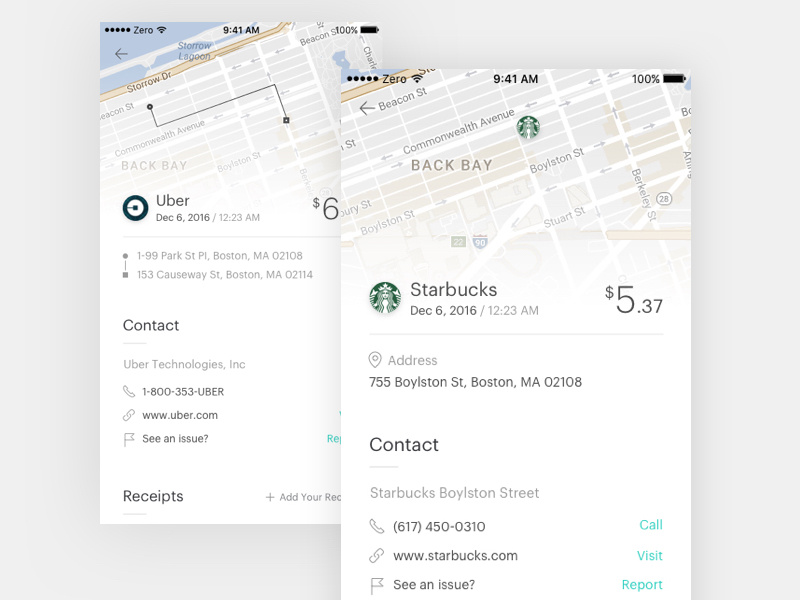 Zero 9:41 AM 100%
Storrow
Lagoon
Beacon St
Storrow Dr
Commonwealth Avenue
BACK BAY
Boylston St
Uber
$6
Dec 6, 2016 / 12:23 AM
1-99 Park St Pl, Boston, MA 02108
153 Causeway St, Boston, MA 02114
Contact
Uber Technologies, Inc
1-800-353-UBER
www.uber.com
See an issue? Rep
Receipts + Add Your Rec
Zero 9:41 AM 100%
Beacon St
Commonwealth Avenue
BACK BAY
Boylston St
Berkeley St
28
Stuart St
Boylston St
22 90
Starbucks
$5.37
Dec 6, 2016 / 12:23 AM
Address
755 Boylston St, Boston, MA 02108
Contact
Starbucks Boylston Street
(617) 450-0310 Call
www.starbucks.com Visit
See an issue? Report